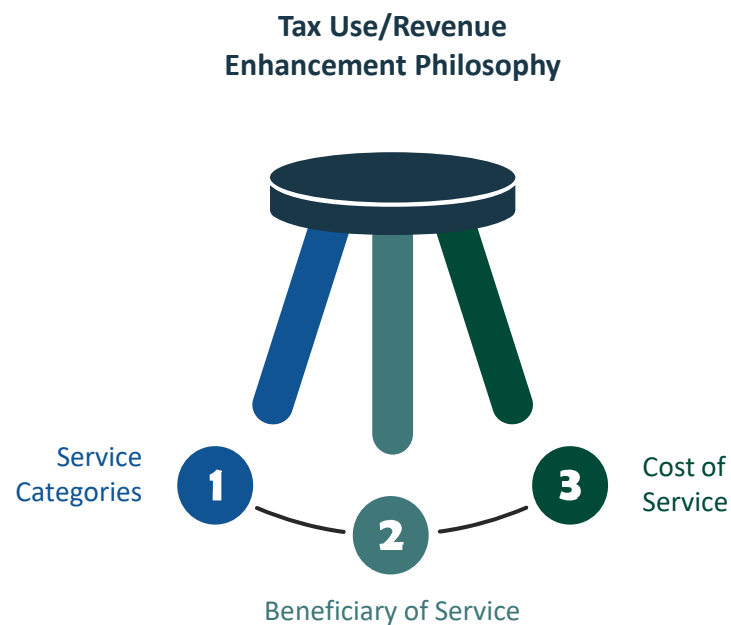 Tax Use/Revenue
Enhancement Philosophy
Service
Categories
1
2
3
Cost of
Service
Beneficiary of Service